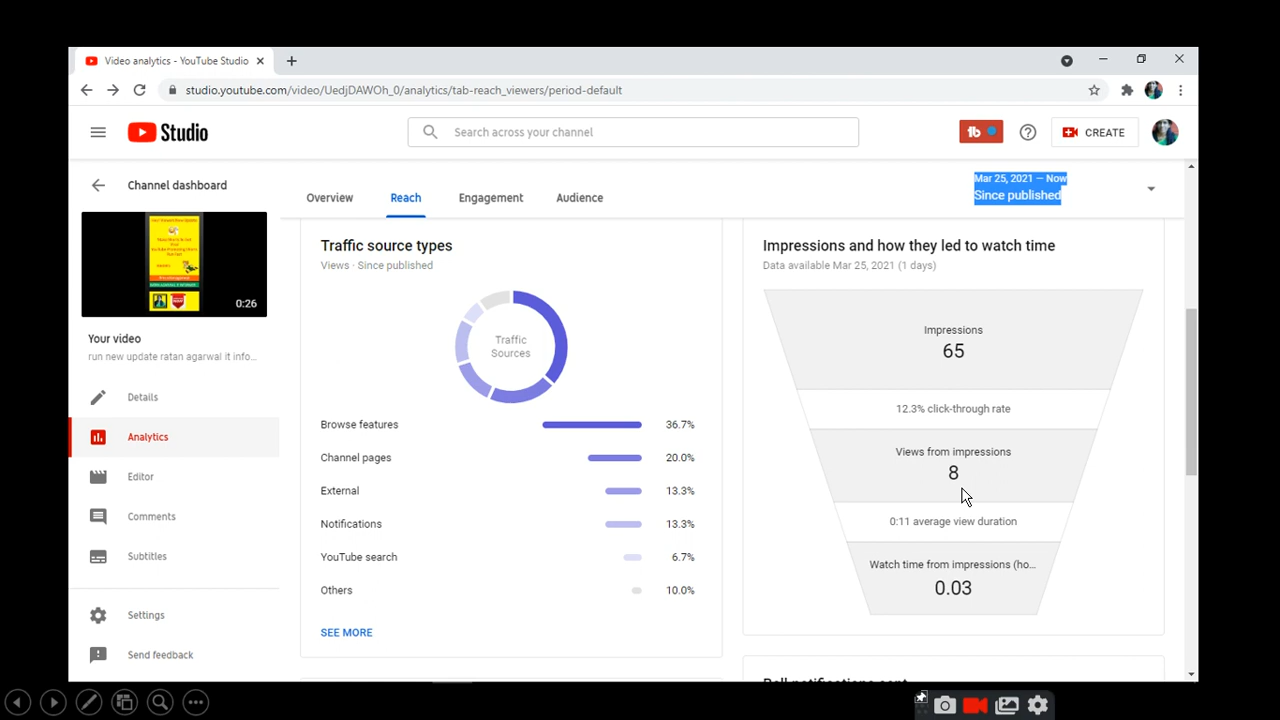 Video analytics - YouTube Studio
studio.youtube.com/video/UedjDAWOh_0/analytics/tab-reach_viewers/period-default
Studio
Search across your channel
tb
CREATE
Channel dashboard
Overview
Reach
Engagement
Audience
Mar 25, 2021 – Now
Since published
0:26
Your video
run new update ratan agarwal it info...
Details
Analytics
Editor
Comments
Subtitles
Settings
Send feedback
Traffic source types
Views · Since published
Traffic
Sources
Browse features 36.7%
Channel pages 20.0%
External 13.3%
Notifications 13.3%
YouTube search 6.7%
Others 10.0%
SEE MORE
Impressions and how they led to watch time
Data available Mar 25, 2021 (1 days)
Impressions
65
12.3% click-through rate
Views from impressions
8
0:11 average view duration
Watch time from impressions (ho...
0.03